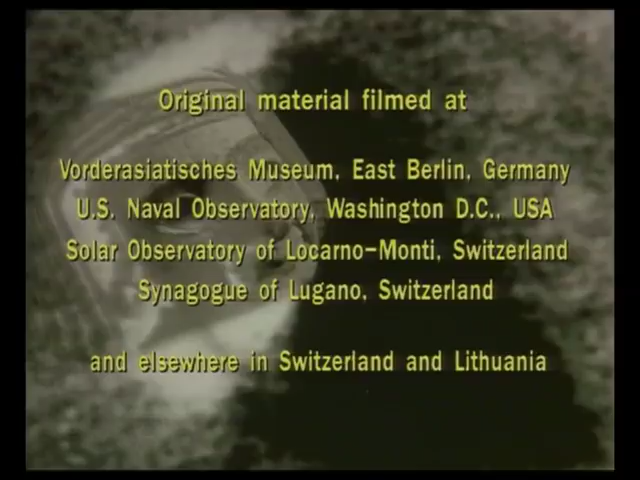 Original material filmed at
Vorderasiatisches Museum, East Berlin, Germany
U.S. Naval Observatory, Washington D.C., USA
Solar Observatory of Locarno-Monti, Switzerland
Synagogue of Lugano, Switzerland
and elsewhere in Switzerland and Lithuania